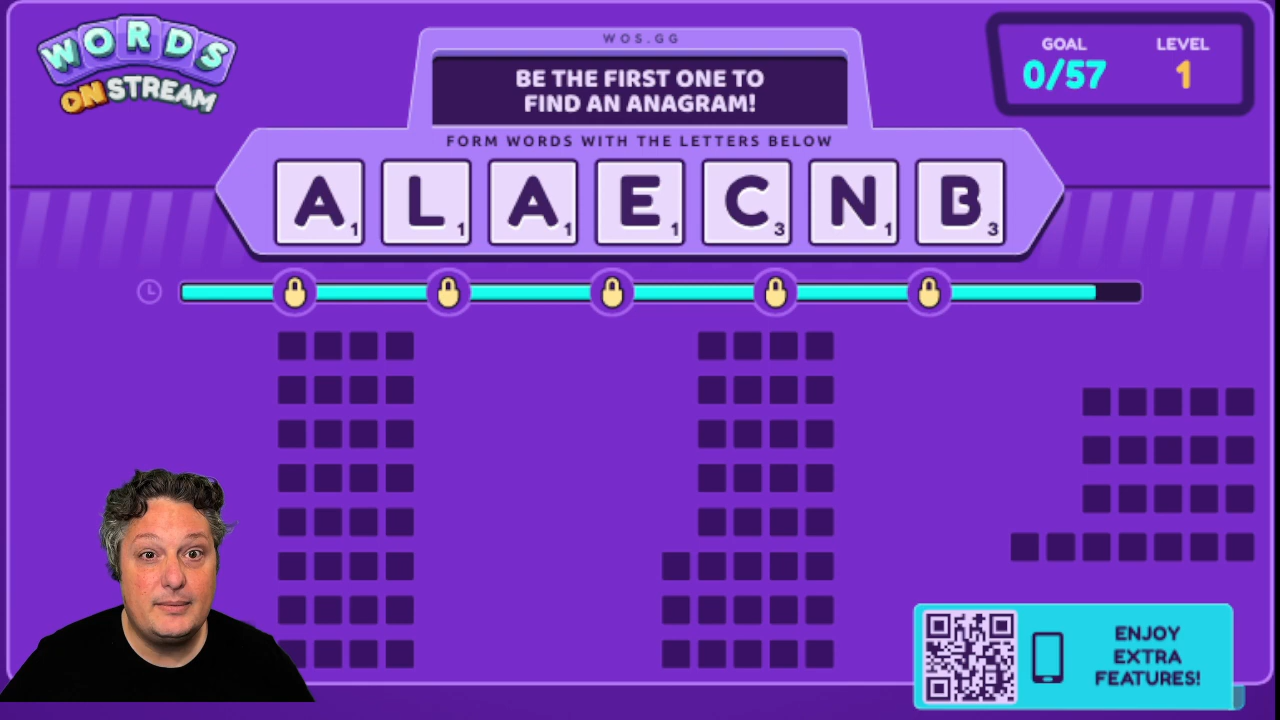 WORDS
ON STREAM
WOS.GG
BE THE FIRST ONE TO
FIND AN ANAGRAM!
GOAL
0/57
LEVEL
1
FORM WORDS WITH THE LETTERS BELOW
A1 L1 A1 E1 C3 N1 B3
ENJOY
EXTRA
FEATURES!